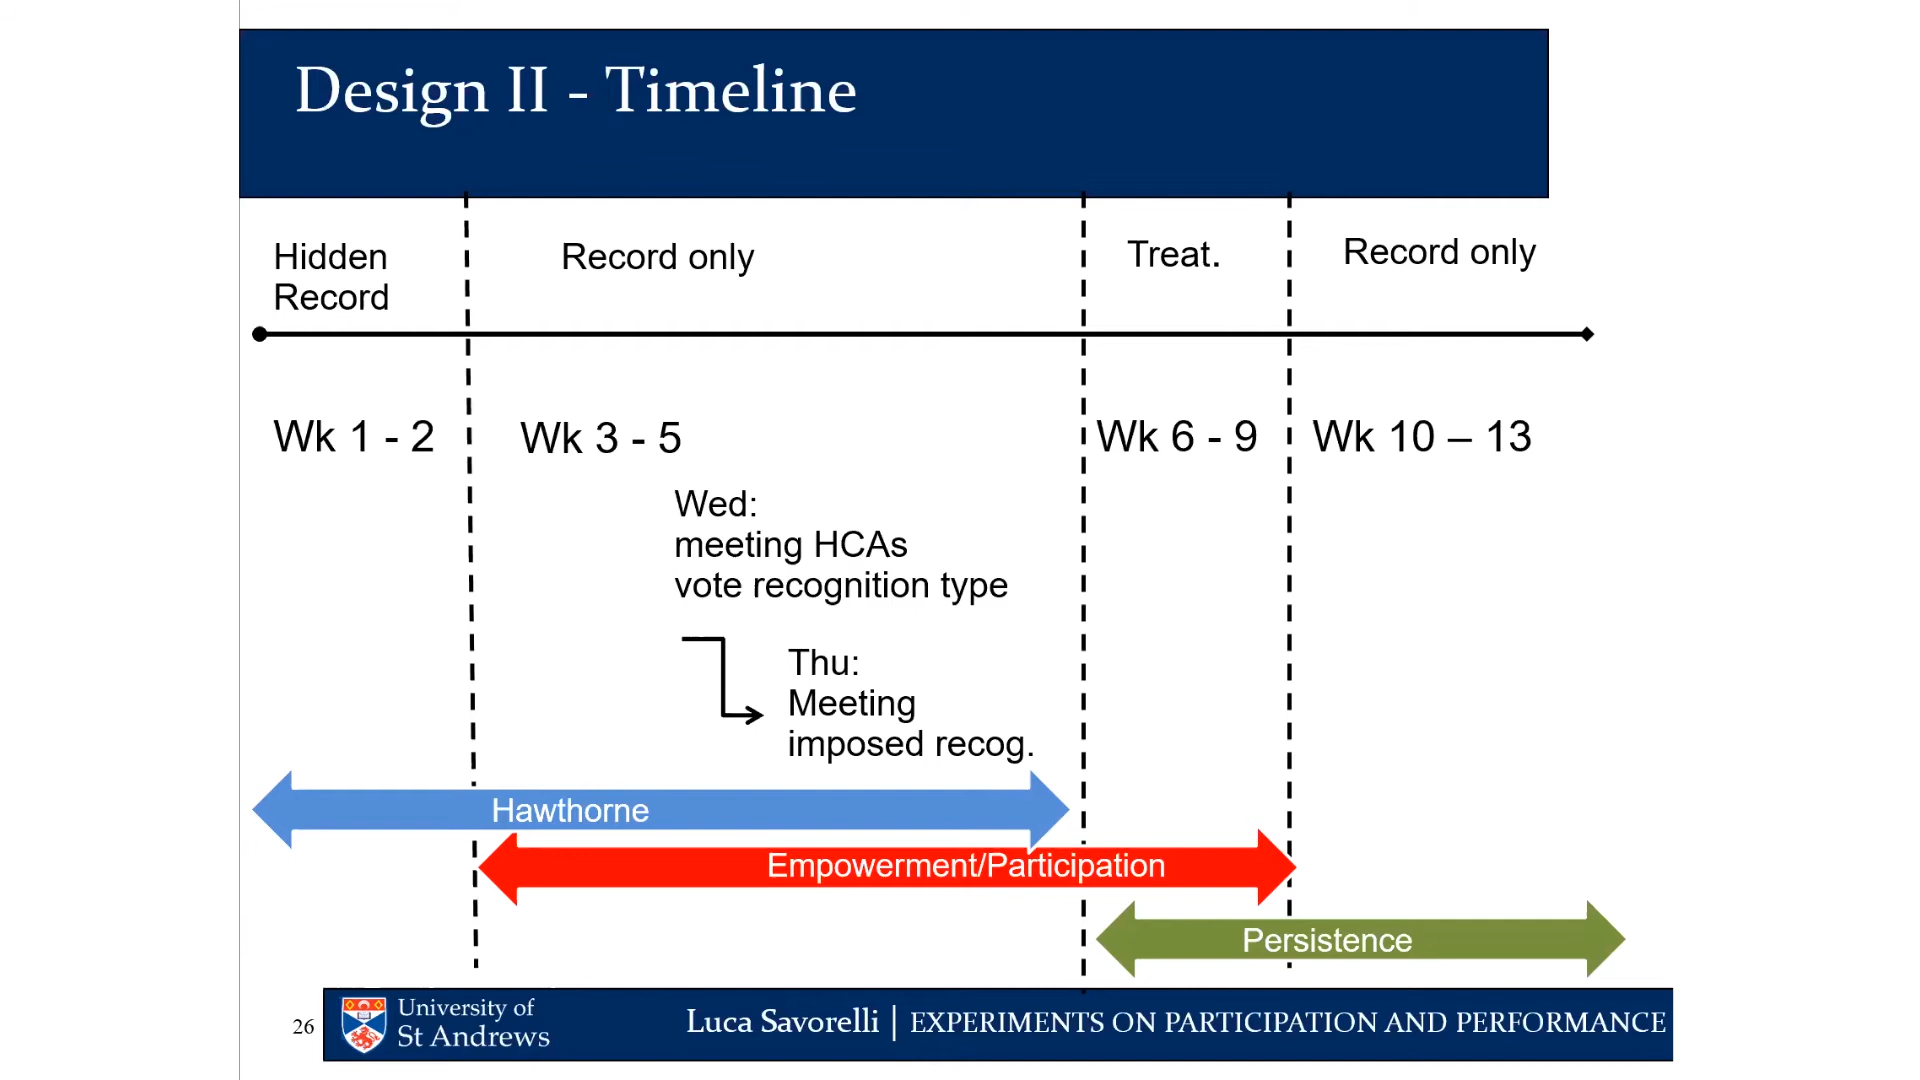 Design II - Timeline
Hidden
Record
Record only
Treat.
Record only
Wk 1 - 2
Wk 3 - 5
Wk 6 - 9
Wk 10 – 13
Wed:
meeting HCAs
vote recognition type
Thu:
Meeting
imposed recog.
Hawthorne
Empowerment/Participation
Persistence
26
University of
St Andrews
Luca Savorelli | EXPERIMENTS ON PARTICIPATION AND PERFORMANCE